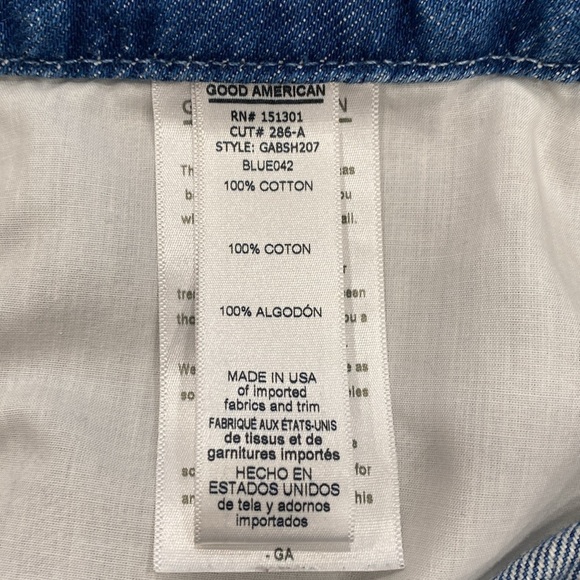 GOOD AMERICAN
RN# 151301
CUT# 286-A
STYLE: GABSH207
BLUE042
100% COTTON
100% COTON
100% ALGODÓN
MADE IN USA
of imported
fabrics and trim
FABRIQUÉ AUX ÉTATS-UNIS
de tissus et de
garnitures importés
HECHO EN
ESTADOS UNIDOS
de tela y adornos
importados
for
- GA